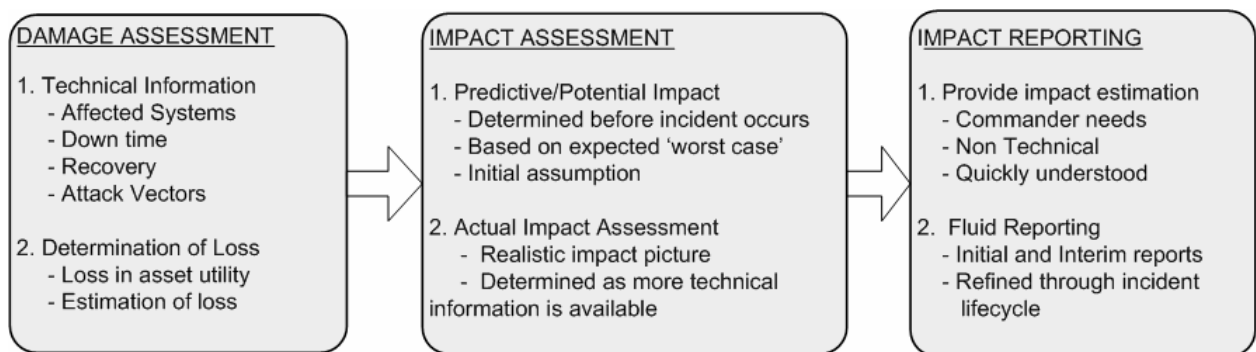 DAMAGE ASSESSMENT
1. Technical Information
- Affected Systems
- Down time
- Recovery
- Attack Vectors
2. Determination of Loss
- Loss in asset utility
- Estimation of loss
IMPACT ASSESSMENT
1. Predictive/Potential Impact
- Determined before incident occurs
- Based on expected ‘worst case’
- Initial assumption
2. Actual Impact Assessment
- Realistic impact picture
- Determined as more technical
information is available
IMPACT REPORTING
1. Provide impact estimation
- Commander needs
- Non Technical
- Quickly understood
2. Fluid Reporting
- Initial and Interim reports
- Refined through incident
lifecycle